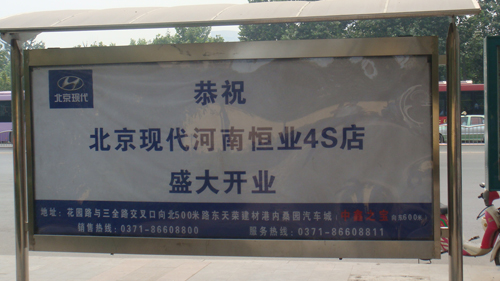 北京现代
恭祝
北京现代河南恒业4S店
盛大开业
地址：花园路与三全路交叉口向北500米路东天荣建材港内鼎园汽车城
销售热线：0371-86608800 服务热线：0371-86608811